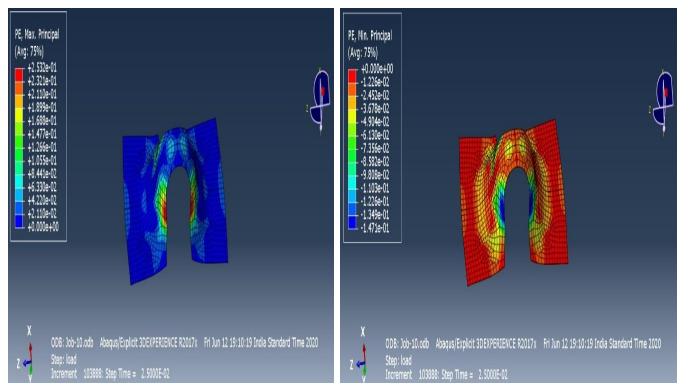 PE, Max. Principal
(Avg: 75%)
+2.532e-01
+2.321e-01
+2.110e-01
+1.899e-01
+1.688e-01
+1.477e-01
+1.266e-01
+1.055e-01
+8.442e-02
+6.330e-02
+4.220e-02
+2.110e-02
+0.000e+00
X
Z
ODB: Job-10.odb Abaqus/Explicit 3DEXPERIENCE R2017x Fri Jun 12 19:10:19 India Standard Time 2020
Step: load
Increment 103888: Step Time = 2.5000E-02
PE, Min. Principal
(Avg: 75%)
+0.000e+00
-1.226e-02
-2.452e-02
-3.678e-02
-4.904e-02
-6.130e-02
-7.356e-02
-8.582e-02
-9.808e-02
-1.103e-01
-1.226e-01
-1.349e-01
-1.471e-01
X
Z
ODB: Job-10.odb Abaqus/Explicit 3DEXPERIENCE R2017x Fri Jun 12 19:10:19 India Standard Time 2020
Step: load
Increment 103888: Step Time = 2.5000E-02